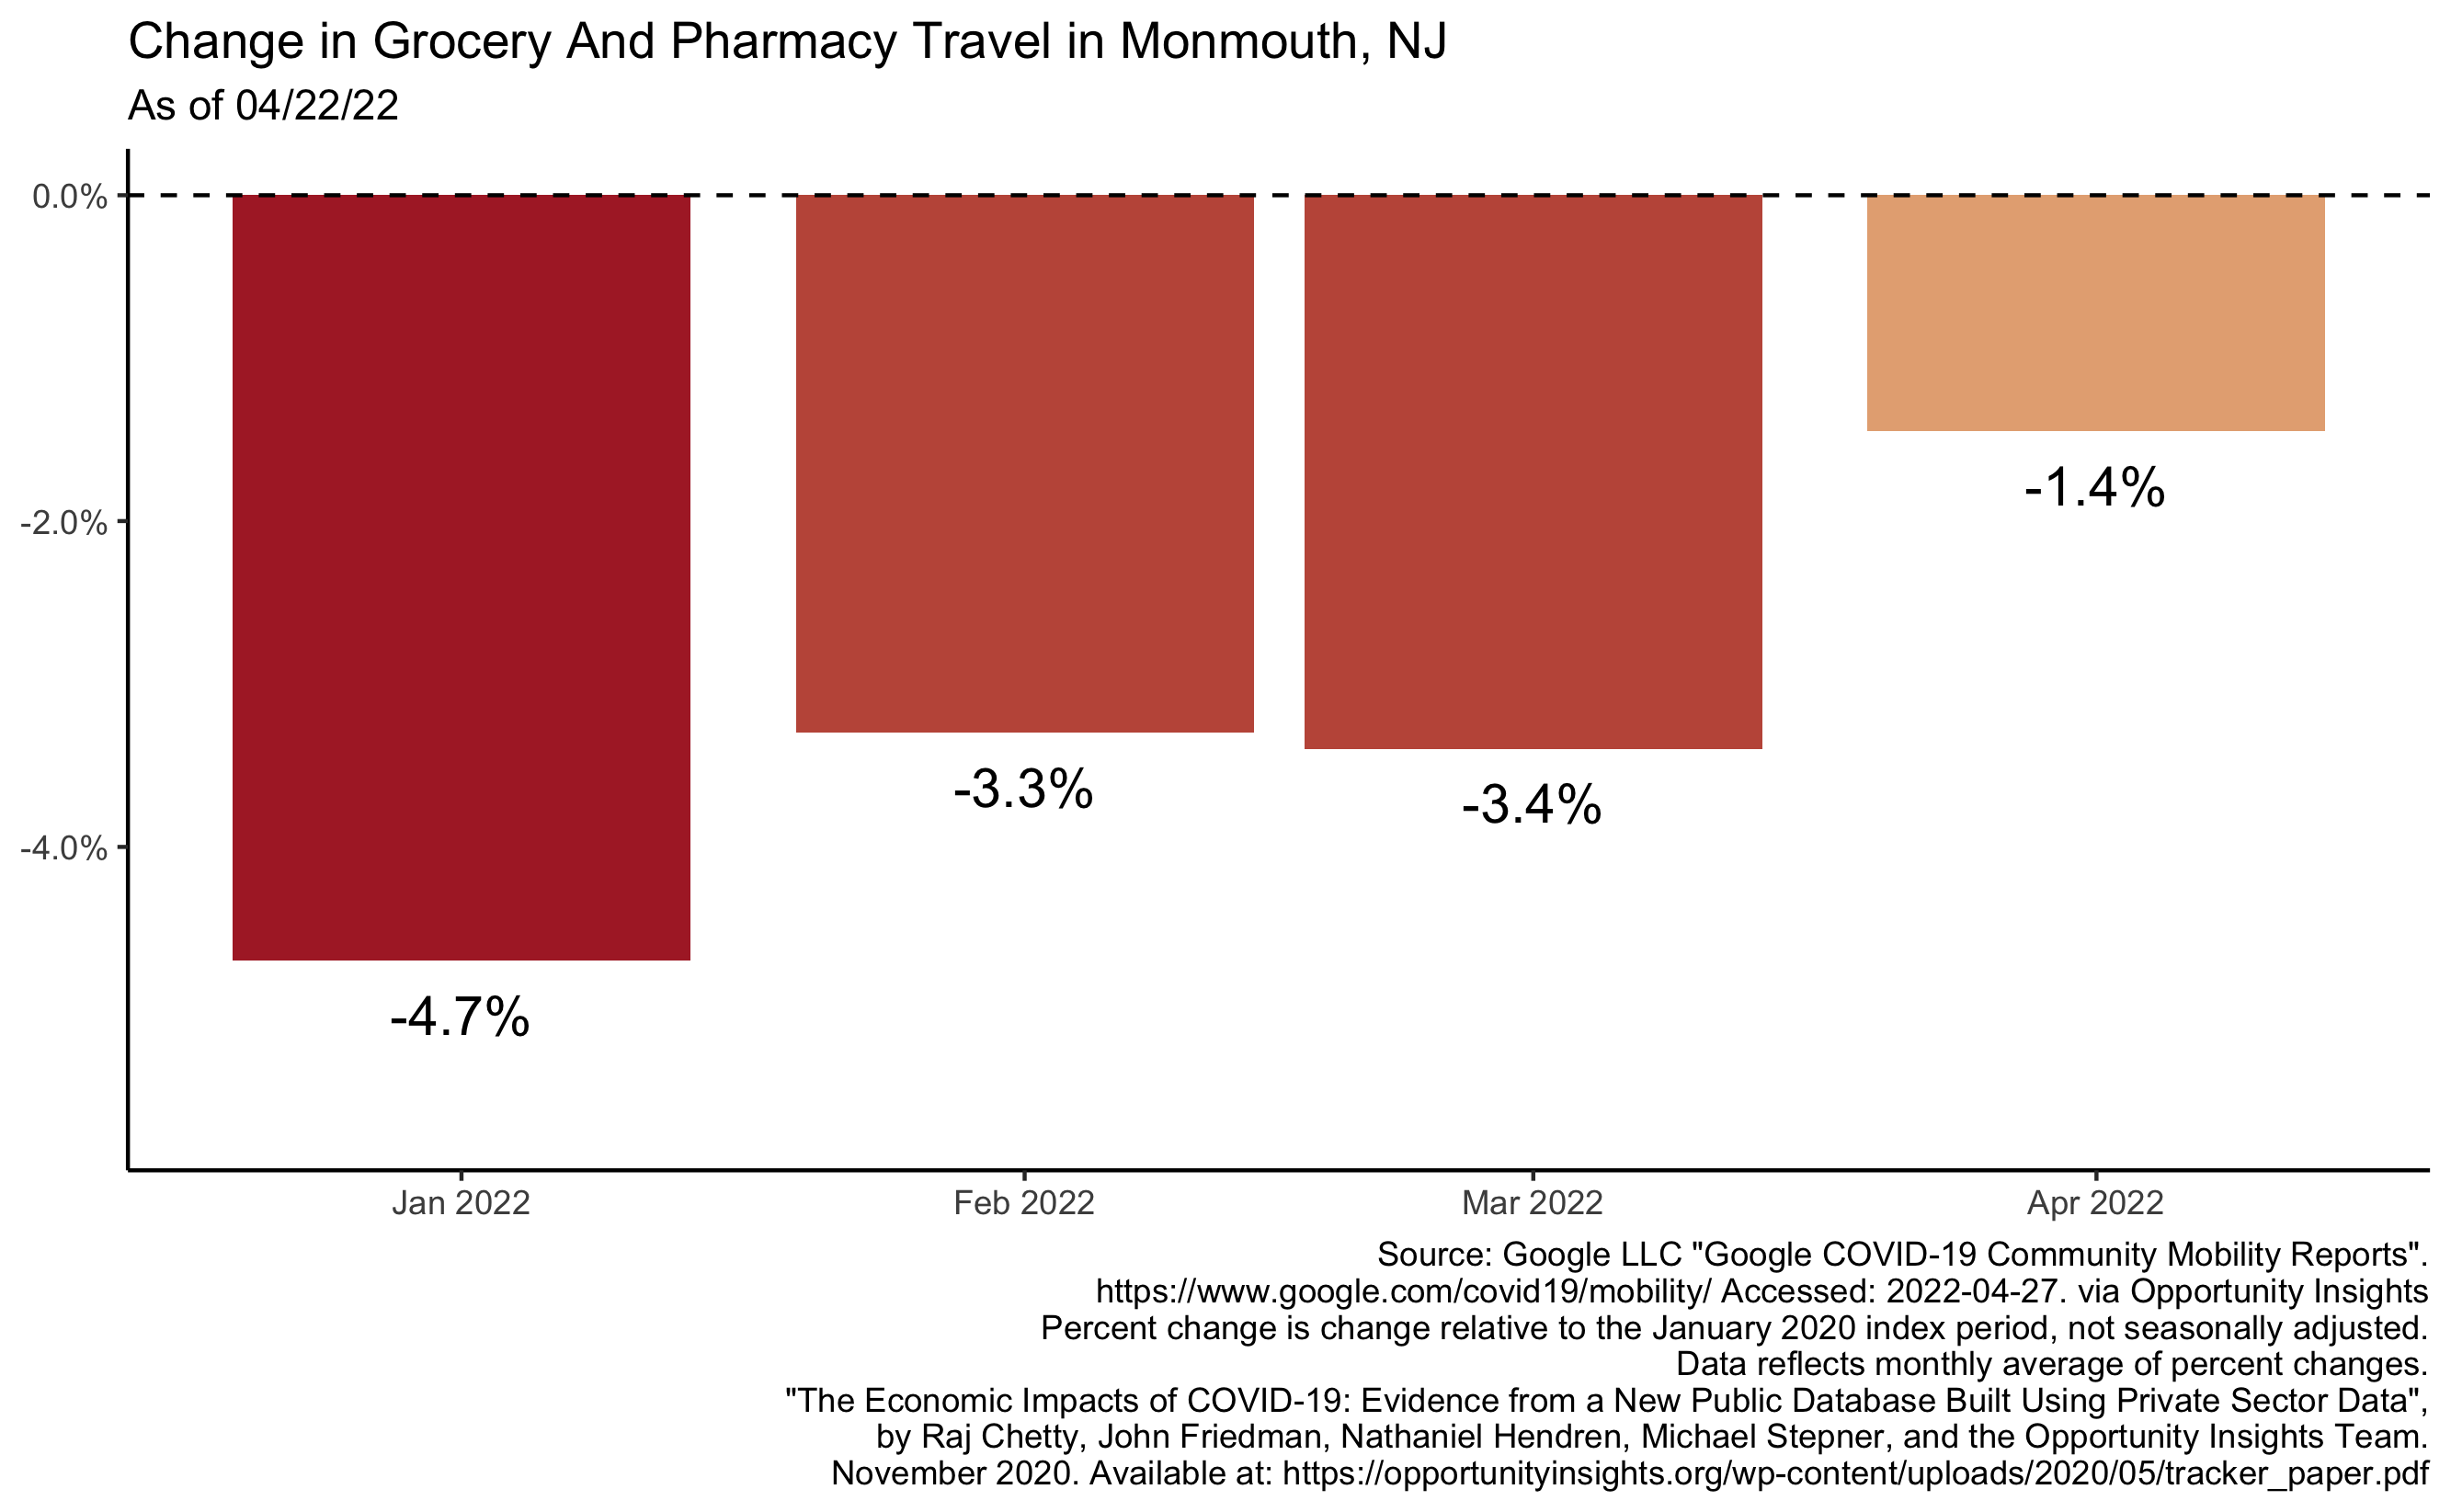 Change in Grocery And Pharmacy Travel in Monmouth, NJ
As of 04/22/22
0.0%
-2.0%
-4.0%
-4.7%
-3.3%
-3.4%
-1.4%
Jan 2022
Feb 2022
Mar 2022
Apr 2022
Source: Google LLC "Google COVID-19 Community Mobility Reports".
https://www.google.com/covid19/mobility/ Accessed: 2022-04-27. via Opportunity Insights
Percent change is change relative to the January 2020 index period, not seasonally adjusted.
Data reflects monthly average of percent changes.
"The Economic Impacts of COVID-19: Evidence from a New Public Database Built Using Private Sector Data",
by Raj Chetty, John Friedman, Nathaniel Hendren, Michael Stepner, and the Opportunity Insights Team.
November 2020. Available at: https://opportunityinsights.org/wp-content/uploads/2020/05/tracker_paper.pdf